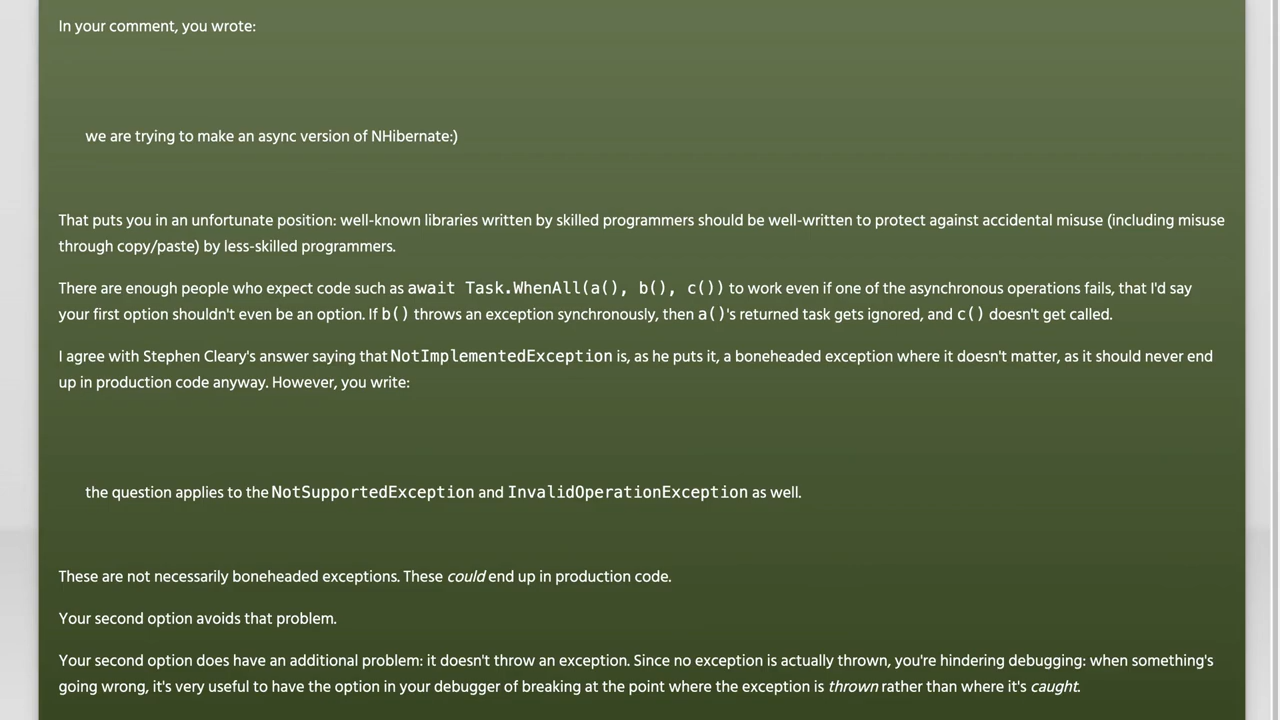 In your comment, you wrote:
we are trying to make an async version of NHibernate:)
That puts you in an unfortunate position: well-known libraries written by skilled programmers should be well-written to protect against accidental misuse (including misuse
through copy/paste) by less-skilled programmers.
There are enough people who expect code such as await Task.WhenAll(a(), b(), c()) to work even if one of the asynchronous operations fails, that I'd say
your first option shouldn't even be an option. If b() throws an exception synchronously, then a()'s returned task gets ignored, and c() doesn't get called.
I agree with Stephen Cleary's answer saying that NotImplementedException is, as he puts it, a boneheaded exception where it doesn't matter, as it should never end
up in production code anyway. However, you write:
the question applies to the NotSupportedException and InvalidOperationException as well.
These are not necessarily boneheaded exceptions. These could end up in production code.
Your second option avoids that problem.
Your second option does have an additional problem: it doesn't throw an exception. Since no exception is actually thrown, you're hindering debugging: when something's
going wrong, it's very useful to have the option in your debugger of breaking at the point where the exception is thrown rather than where it's caught.